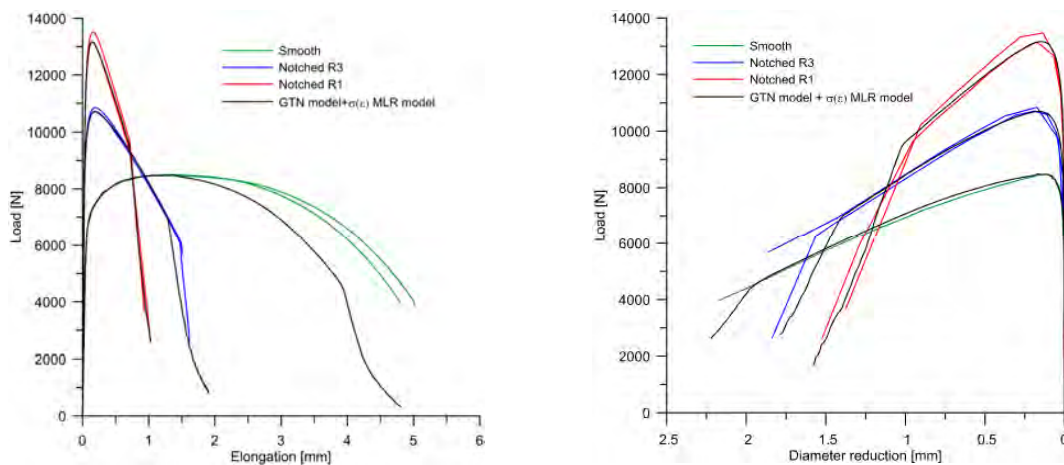 14000
12000
10000
8000
6000
4000
2000
0
Load [N]
Smooth
Notched R3
Notched R1
GTN model+σ(ε) MLR model
0 1 2 3 4 5 6
Elongation [mm]
14000
12000
10000
8000
6000
4000
2000
0
Load [N]
Smooth
Notched R3
Notched R1
GTN model + σ(ε) MLR model
2.5 2 1.5 1 0.5 0
Diameter reduction [mm]